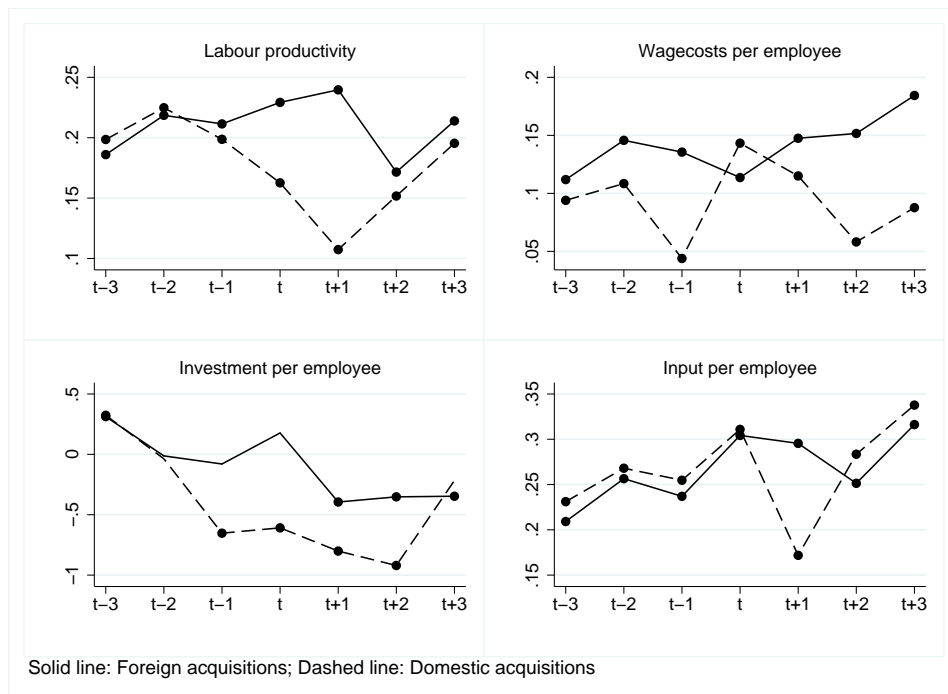 Labour productivity
.25
.2
.15
.1
t−3 t−2 t−1 t t+1 t+2 t+3
Wagecosts per employee
.2
.15
.1
.05
t−3 t−2 t−1 t t+1 t+2 t+3
Investment per employee
.5
0
−.5
−1
t−3 t−2 t−1 t t+1 t+2 t+3
Input per employee
.35
.3
.25
.2
.15
t−3 t−2 t−1 t t+1 t+2 t+3
Solid line: Foreign acquisitions; Dashed line: Domestic acquisitions